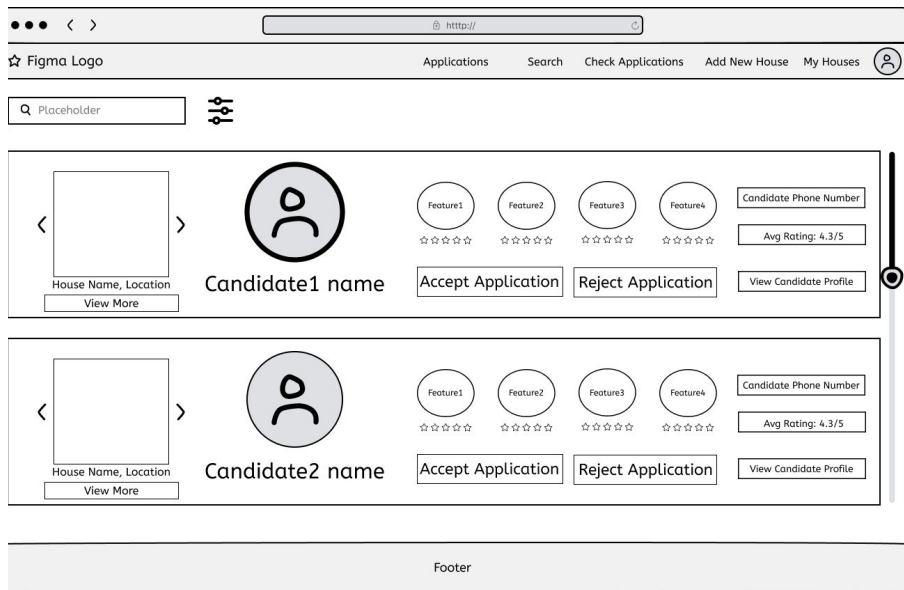 htttp://
Figma Logo
Applications
Search
Check Applications
Add New House
My Houses
Placeholder
Feature1
Feature2
Feature3
Feature4
Candidate Phone Number
Avg Rating: 4.3/5
House Name, Location
View More
Candidate1 name
Accept Application
Reject Application
View Candidate Profile
Feature1
Feature2
Feature3
Feature4
Candidate Phone Number
Avg Rating: 4.3/5
House Name, Location
View More
Candidate2 name
Accept Application
Reject Application
View Candidate Profile
Footer